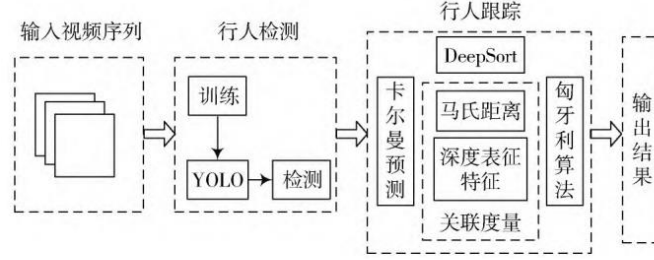 输入视频序列
行人检测
训练
YOLO
检测
行人跟踪
DeepSort
卡尔曼预测
马氏距离
深度表征
特征
关联度量
匈牙利算法
输出结果